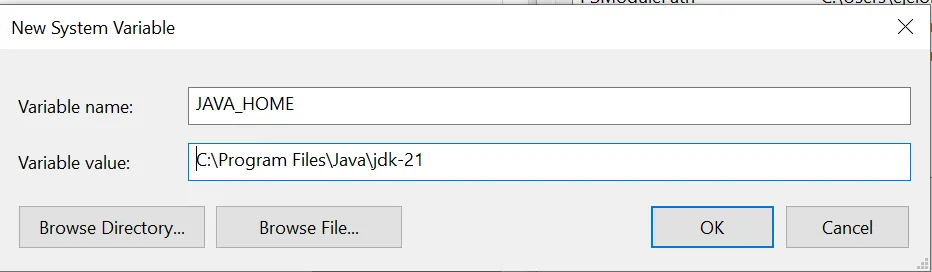 New System Variable
Variable name:
JAVA_HOME
Variable value:
C:\Program Files\Java\jdk-21
Browse Directory...
Browse File...
OK
Cancel